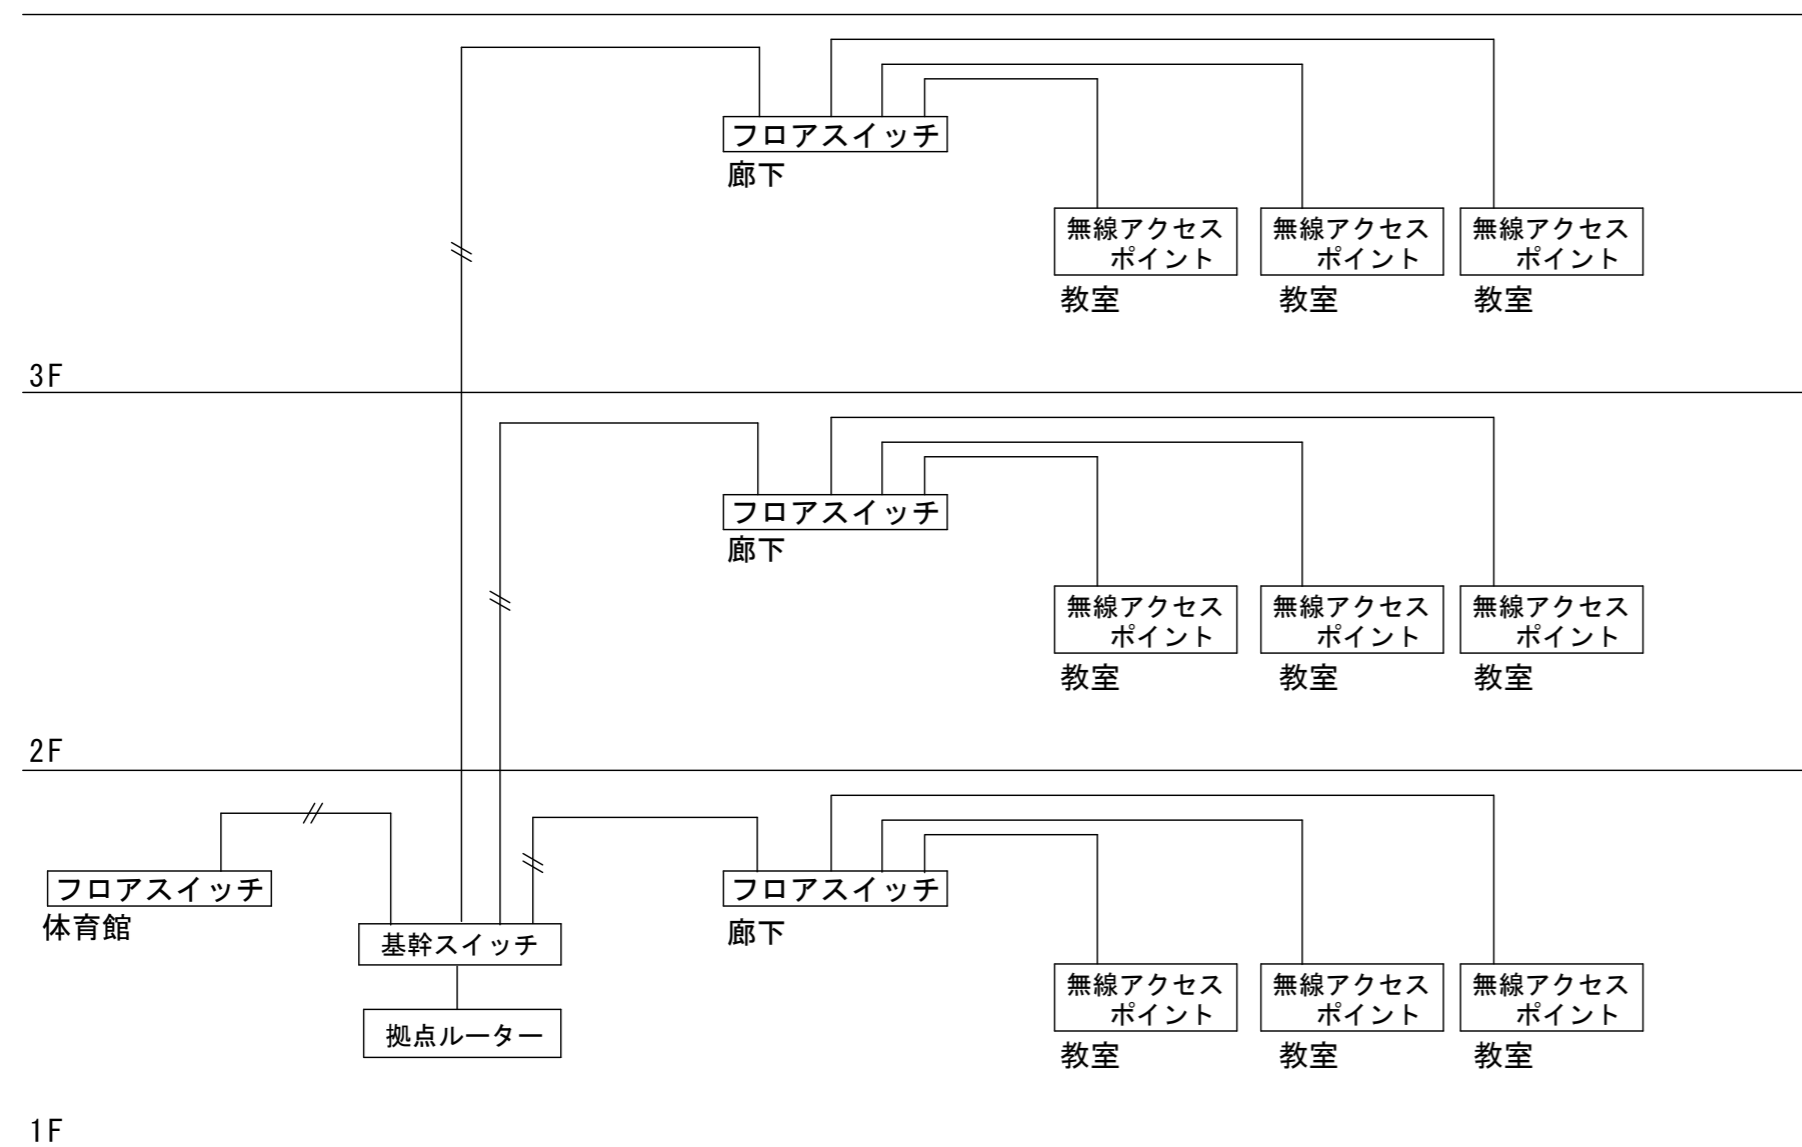 フロアスイッチ
廊下
無線アクセス
ポイント
教室
無線アクセス
ポイント
教室
無線アクセス
ポイント
教室
3F
フロアスイッチ
廊下
無線アクセス
ポイント
教室
無線アクセス
ポイント
教室
無線アクセス
ポイント
教室
2F
フロアスイッチ
体育館
基幹スイッチ
拠点ルーター
フロアスイッチ
廊下
無線アクセス
ポイント
教室
無線アクセス
ポイント
教室
無線アクセス
ポイント
教室
1F